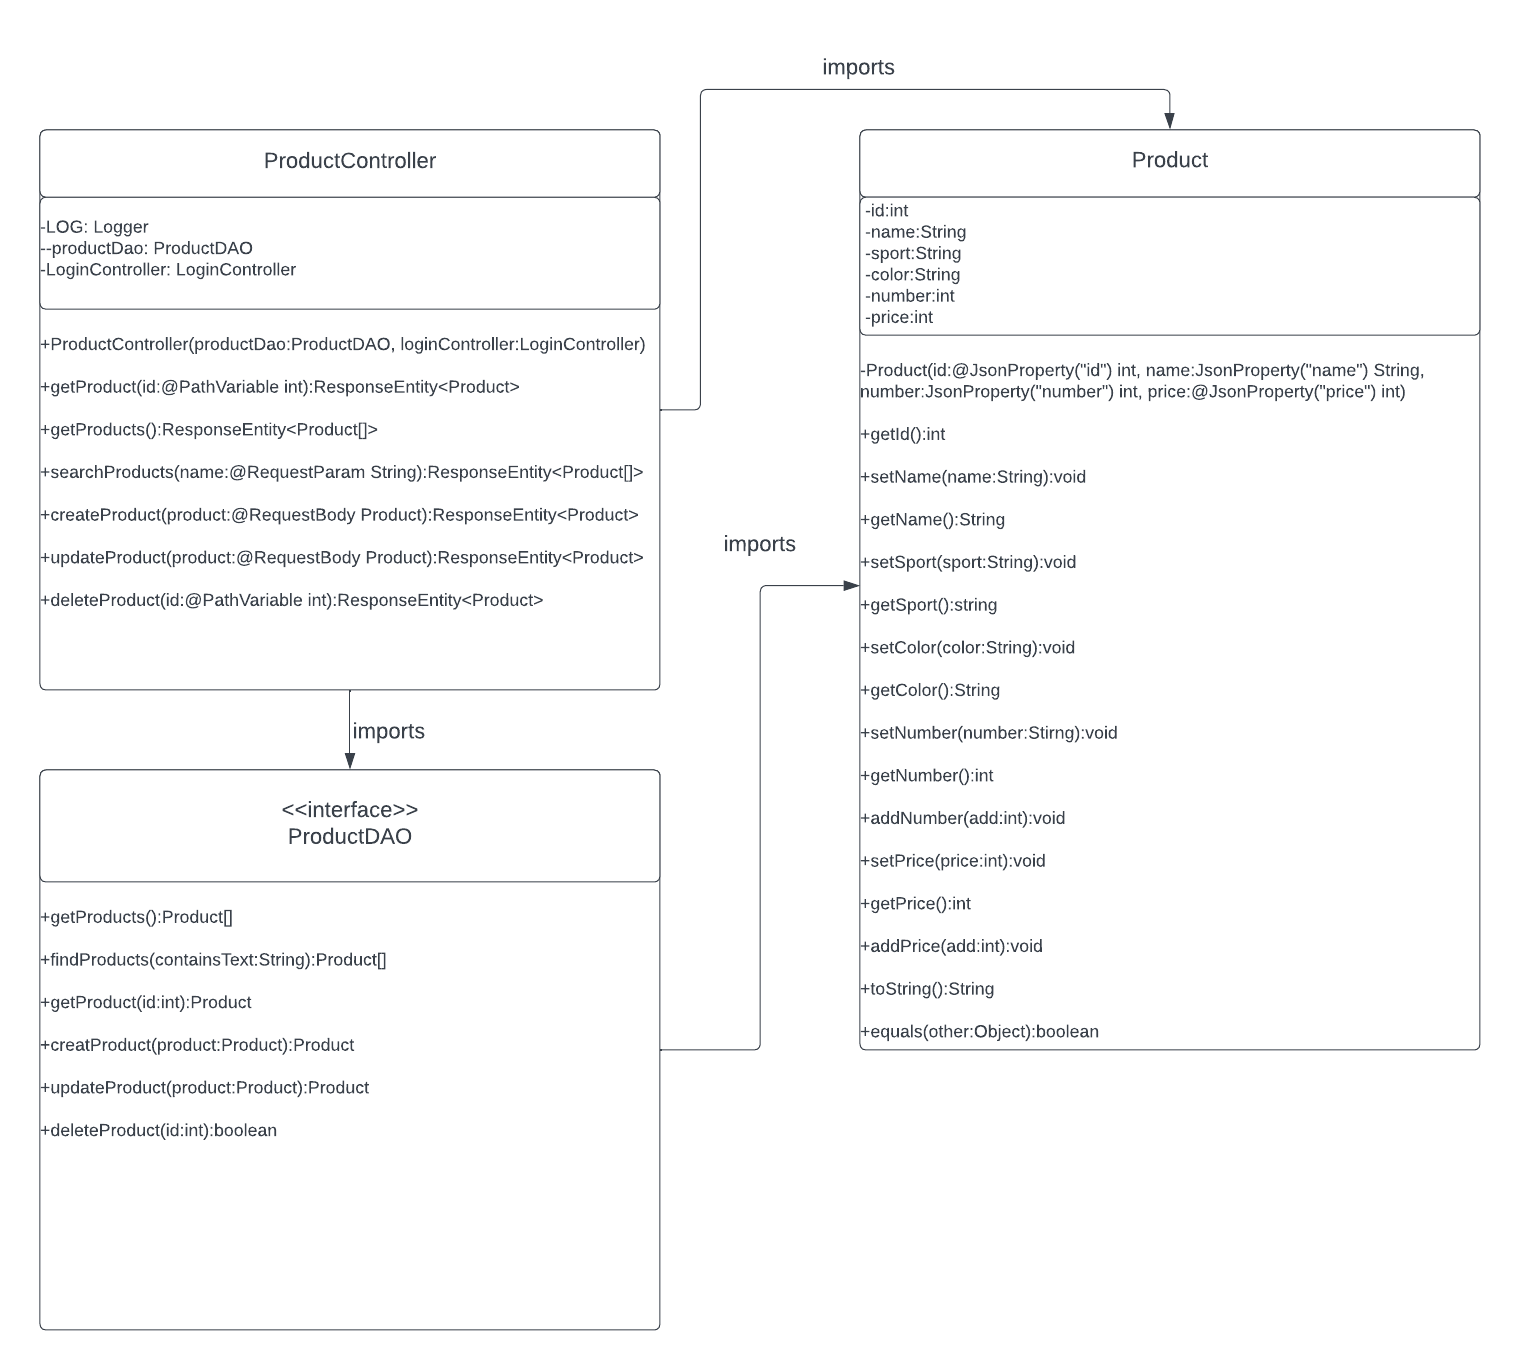 imports
ProductController
-LOG: Logger
--productDao: ProductDAO
-LoginController: LoginController
+ProductController(productDao:ProductDAO, loginController:LoginController)
+getProduct(id:@PathVariable int):ResponseEntity<Product>
+getProducts():ResponseEntity<Product[]>
+searchProducts(name:@RequestParam String):ResponseEntity<Product[]>
+createProduct(product:@RequestBody Product):ResponseEntity<Product>
+updateProduct(product:@RequestBody Product):ResponseEntity<Product>
+deleteProduct(id:@PathVariable int):ResponseEntity<Product>
imports
<<interface>>
ProductDAO
+getProducts():Product[]
+findProducts(containsText:String):Product[]
+getProduct(id:int):Product
+creatProduct(product:Product):Product
+updateProduct(product:Product):Product
+deleteProduct(id:int):boolean
imports
Product
-id:int
-name:String
-sport:String
-color:String
-number:int
-price:int
-Product(id:@JsonProperty("id") int, name:JsonProperty("name") String,
number:JsonProperty("number") int, price:@JsonProperty("price") int)
+getId():int
+setName(name:String):void
+getName():String
+setSport(sport:String):void
+getSport():string
+setColor(color:String):void
+getColor():String
+setNumber(number:Stirng):void
+getNumber():int
+addNumber(add:int):void
+setPrice(price:int):void
+getPrice():int
+addPrice(add:int):void
+toString():String
+equals(other:Object):boolean